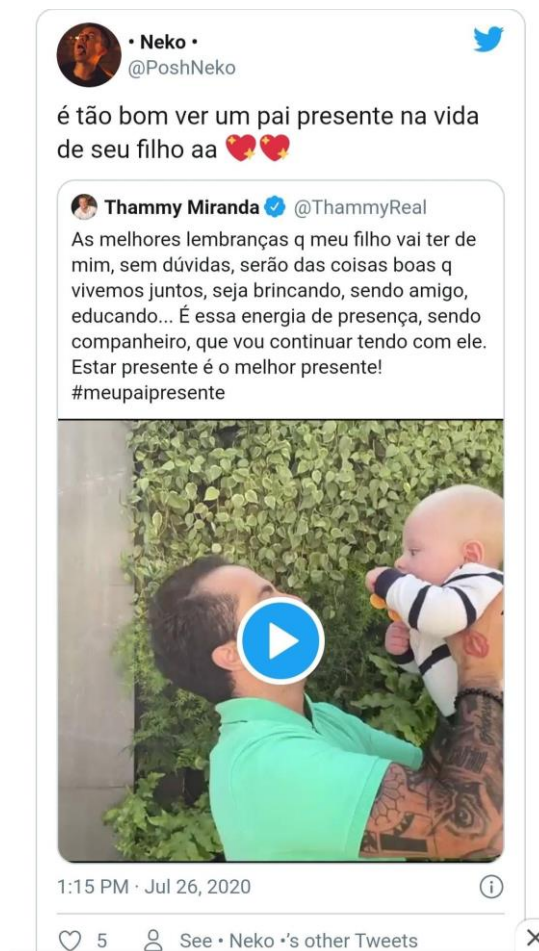 • Neko •
@PoshNeko
é tão bom ver um pai presente na vida
de seu filho aa 💖💖
Thammy Miranda @ThammyReal
As melhores lembranças q meu filho vai ter de
mim, sem dúvidas, serão das coisas boas q
vivemos juntos, seja brincando, sendo amigo,
educando... É essa energia de presença, sendo
companheiro, que vou continuar tendo com ele.
Estar presente é o melhor presente!
#meupaipresente
1:15 PM · Jul 26, 2020
5 See • Neko •'s other Tweets